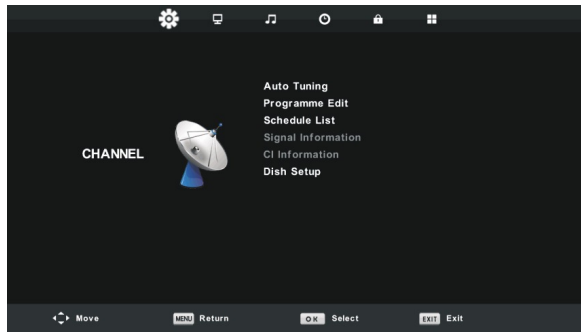 Auto Tuning
Programme Edit
Schedule List
Signal Information
CHANNEL
CI Information
Dish Setup
Move
MENU Return
OK Select
EXIT Exit